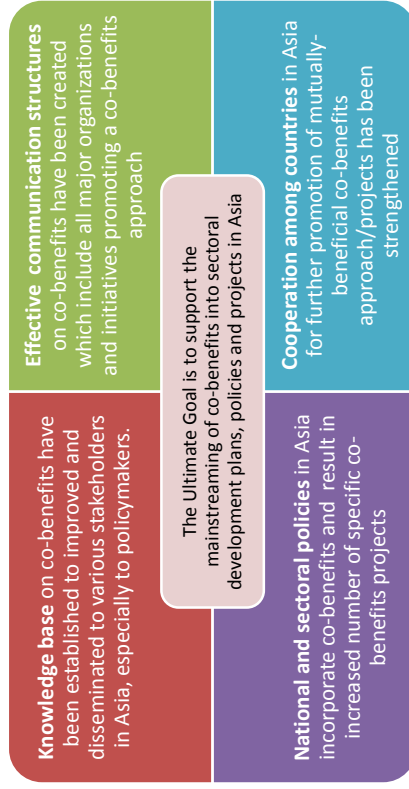 Knowledge base on co-benefits have
been established to improved and
disseminated to various stakeholders
in Asia, especially to policymakers.
Effective communication structures
on co-benefits have been created
which include all major organizations
and initiatives promoting a co-benefits
approach
The Ultimate Goal is to support the
mainstreaming of co-benefits into sectoral
development plans, policies and projects in Asia
National and sectoral policies in Asia
incorporate co-benefits and result in
increased number of specific co-
benefits projects
Cooperation among countries in Asia
for further promotion of mutually-
beneficial co-benefits
approach/projects has been
strengthened